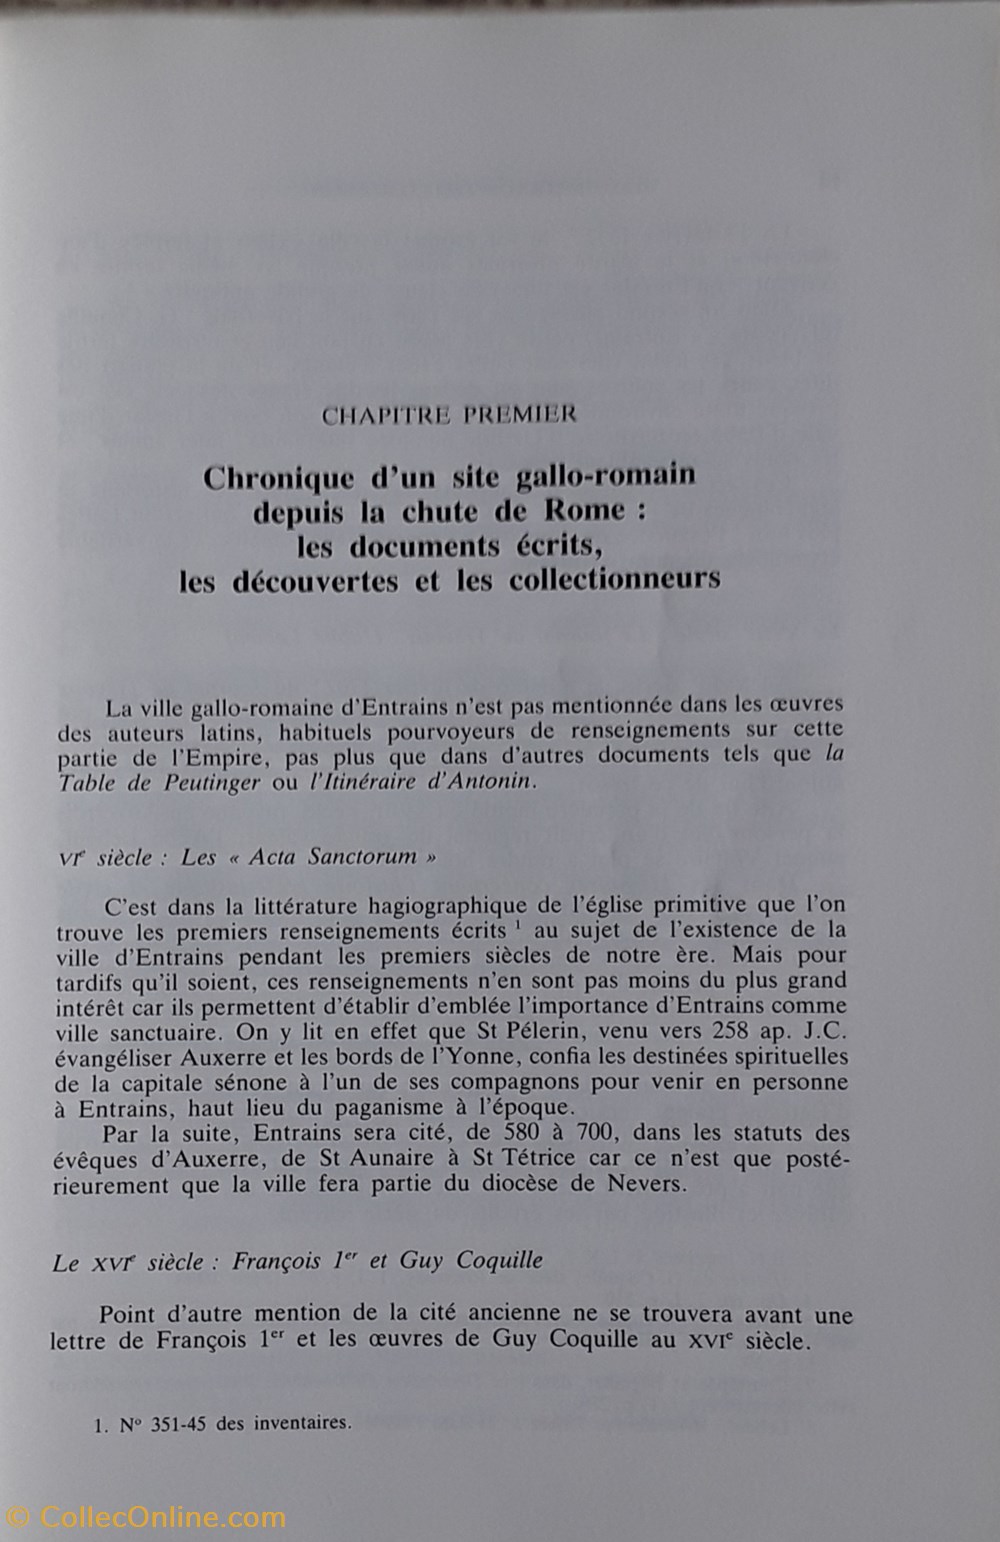 CHAPITRE PREMIER
Chronique d'un site gallo-romain
depuis la chute de Rome :
les documents écrits,
les découvertes et les collectionneurs
La ville gallo-romaine d'Entrains n'est pas mentionnée dans les œuvres
des auteurs latins, habituels pourvoyeurs de renseignements sur cette
partie de l'Empire, pas plus que dans d'autres documents tels que la
Table de Peutinger ou l'Itinéraire d'Antonin.
VIe siècle : Les « Acta Sanctorum »
C'est dans la littérature hagiographique de l'église primitive que l'on
trouve les premiers renseignements écrits 1 au sujet de l'existence de la
ville d'Entrains pendant les premiers siècles de notre ère. Mais pour
tardifs qu'il soient, ces renseignements n'en sont pas moins du plus grand
intérêt car ils permettent d'établir d'emblée l'importance d'Entrains comme
ville sanctuaire. On y lit en effet que St Pélerin, venu vers 258 ap. J.C.
évangéliser Auxerre et les bords de l'Yonne, confia les destinées spirituelles
de la capitale sénone à l'un de ses compagnons pour venir en personne
à Entrains, haut lieu du paganisme à l'époque.
Par la suite, Entrains sera cité, de 580 à 700, dans les statuts des
évêques d'Auxerre, de St Aunaire à St Tétrice car ce n'est que posté-
rieurement que la ville fera partie du diocèse de Nevers.
Le XVIe siècle : François 1er et Guy Coquille
Point d'autre mention de la cité ancienne ne se trouvera avant une
lettre de François 1er et les œuvres de Guy Coquille au XVIe siècle.
1. No 351-45 des inventaires.
© CollecOnline.com